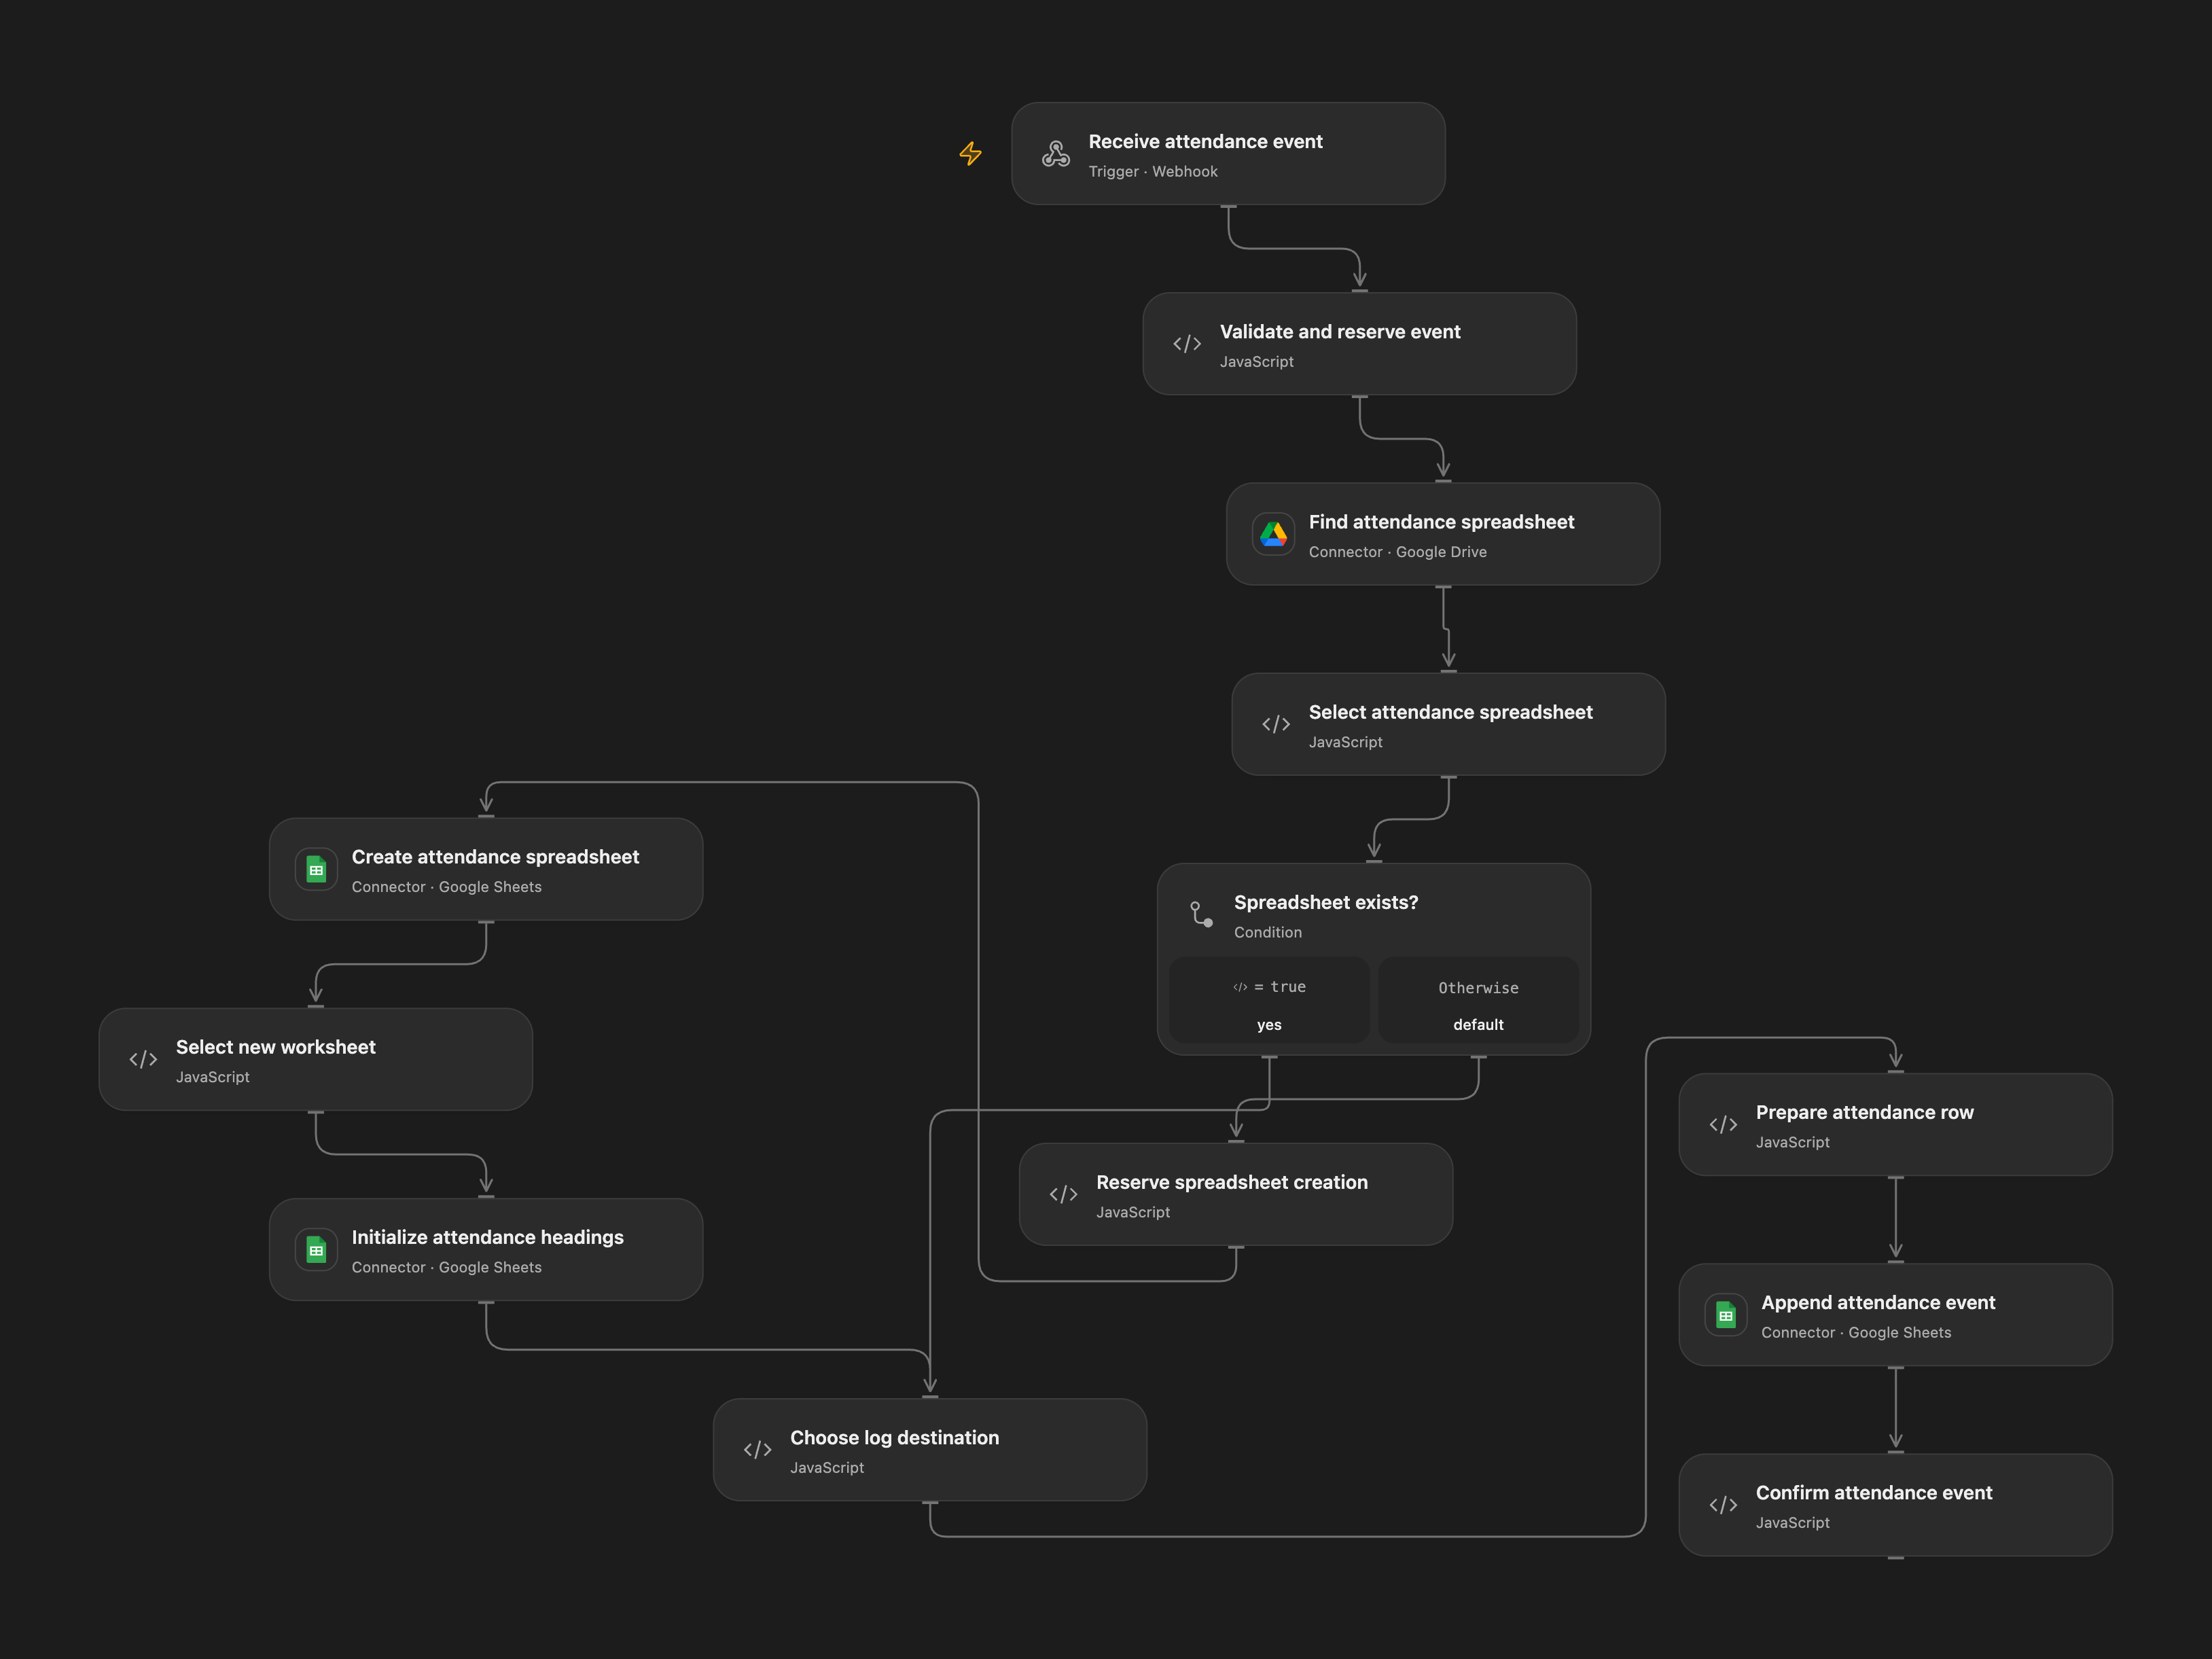 Receive attendance event
Trigger · Webhook
Validate and reserve event
JavaScript
Find attendance spreadsheet
Connector · Google Drive
Select attendance spreadsheet
JavaScript
Spreadsheet exists?
Condition
</> = true
yes
Otherwise
default
Reserve spreadsheet creation
JavaScript
Create attendance spreadsheet
Connector · Google Sheets
Select new worksheet
JavaScript
Initialize attendance headings
Connector · Google Sheets
Choose log destination
JavaScript
Prepare attendance row
JavaScript
Append attendance event
Connector · Google Sheets
Confirm attendance event
JavaScript